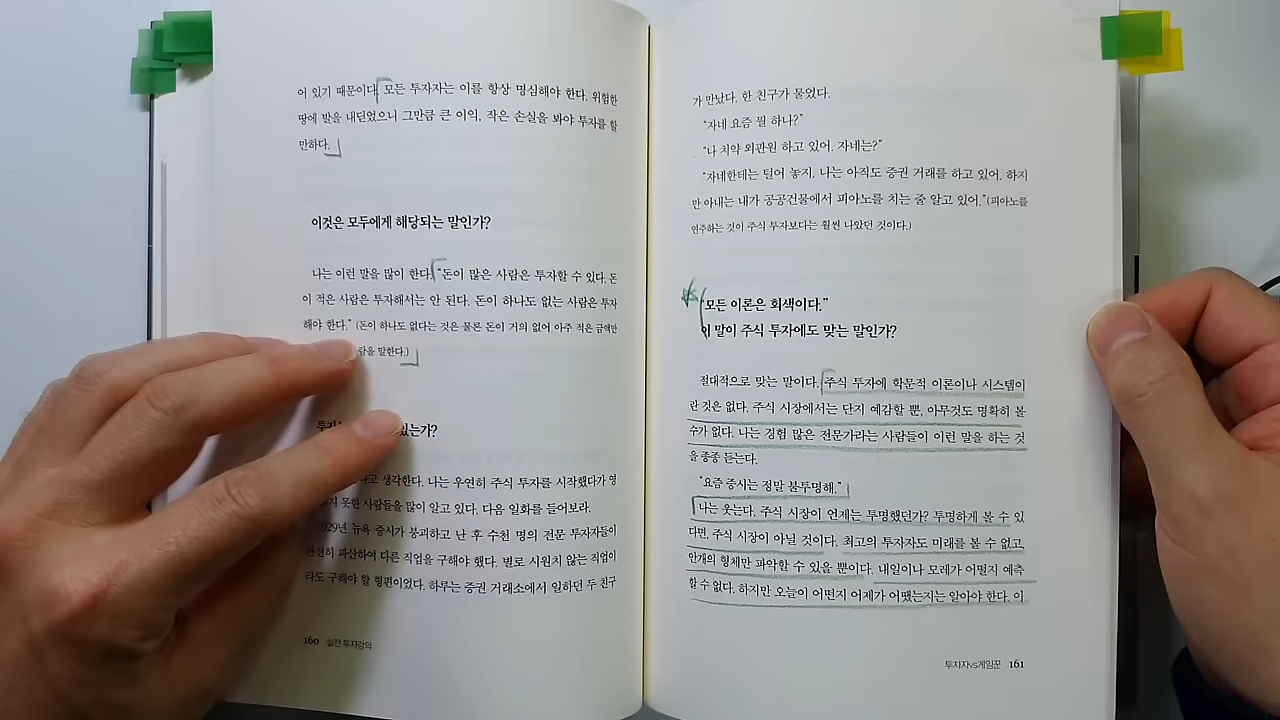 어 있기 때문이다. 모든 투자자는 이를 항상 명심해야 한다. 위험한
땅에 발을 내딛었으니 그만큼 큰 이익, 작은 손실을 봐야 투자를 할
만하다.
이것은 모두에게 해당되는 말인가?
나는 이런 말을 많이 한다. “돈이 많은 사람은 투자할 수 있다. 돈
이 적은 사람은 투자해서는 안 된다. 돈이 하나도 없는 사람은 투자
해야 한다.” (돈이 하나도 없다는 것은 물론 돈이 거의 없어 아주 적은 금액만
말한다.)
있는가?
고 생각한다. 나는 우연히 주식 투자를 시작했다가 영
못한 사람들을 많이 알고 있다. 다음 일화를 들어보라.
1929년 뉴욕 증시가 붕괴하고 난 후 수천 명의 전문 투자자들이
완전히 파산하여 다른 직업을 구해야 했다. 별로 시원치 않는 직업이
라도 구해야 할 형편이었다. 하루는 증권 거래소에서 일하던 두 친구
160 실전 투자강의
가 만났다. 한 친구가 물었다.
“자네 요즘 뭘 하나?”
“나 치약 외판원 하고 있어. 자네는?”
“자네한테는 털어 놓지. 나는 아직도 증권 거래를 하고 있어. 하지
만 아내는 내가 공공건물에서 피아노를 치는 줄 알고 있어.”(피아노를
연주하는 것이 주식 투자보다는 훨씬 나았던 것이다.)
“모든 이론은 회색이다.”
이 말이 주식 투자에도 맞는 말인가?
절대적으로 맞는 말이다. 주식 투자에 학문적 이론이나 시스템이
란 것은 없다. 주식 시장에서는 단지 예감할 뿐, 아무것도 명확히 볼
수가 없다. 나는 경험 많은 전문가라는 사람들이 이런 말을 하는 것
을 종종 듣는다.
“요즘 증시는 정말 불투명해.”
나는 웃는다. 주식 시장이 언제는 투명했던가? 투명하게 볼 수 있
다면, 주식 시장이 아닐 것이다. 최고의 투자자도 미래를 볼 수 없고,
안개의 형체만 파악할 수 있을 뿐이다. 내일이나 모레가 어떨지 예측
할 수 없다. 하지만 오늘이 어떤지 어제가 어땠는지는 알아야 한다. 이
투자자vs게임꾼 161